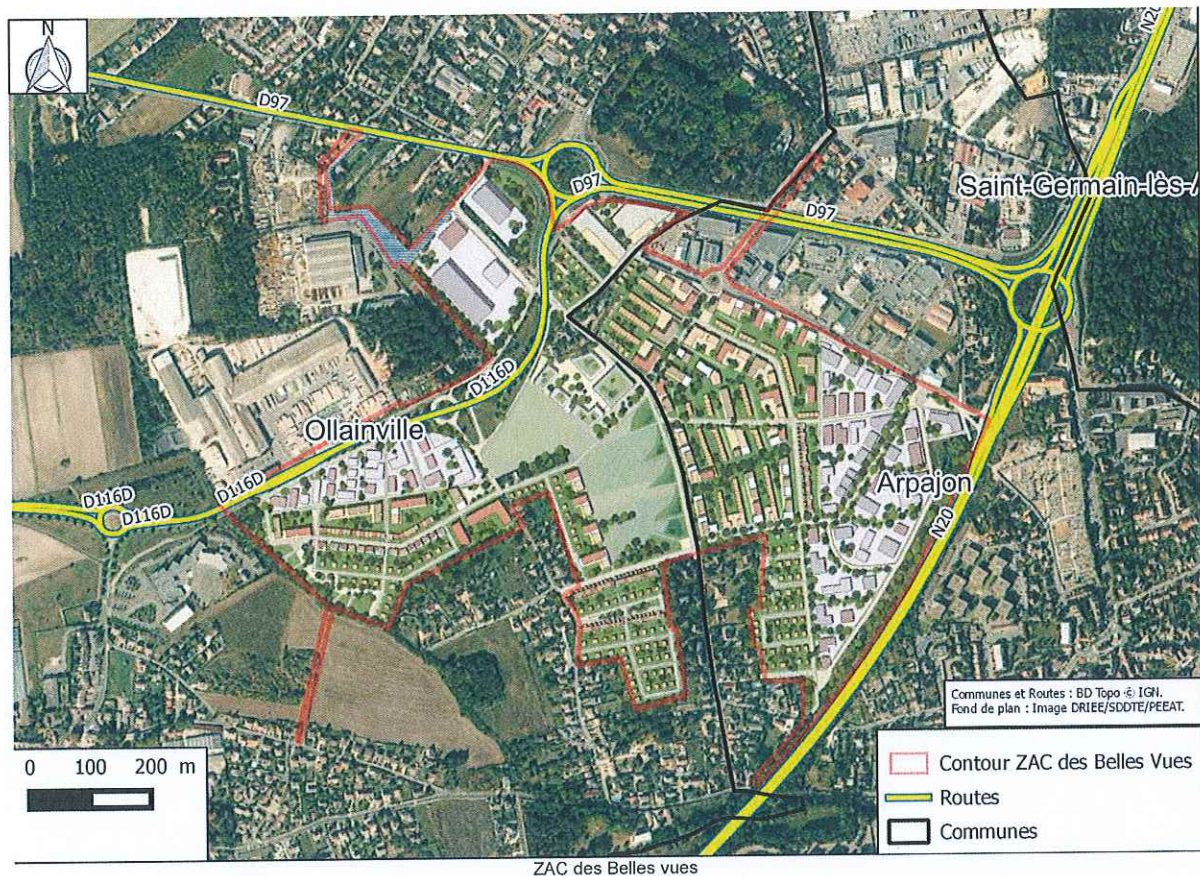 N
N20
D97
Saint-Germain-lès-
D97
D97
D116D
Ollainville
D116D
D116D
D116D
Arpajon
N20
Communes et Routes : BD Topo © IGN.
Fond de plan : Image DRIEE/SDDTE/PEEAT.
0 100 200 m
Contour ZAC des Belles Vues
Routes
Communes
ZAC des Belles vues